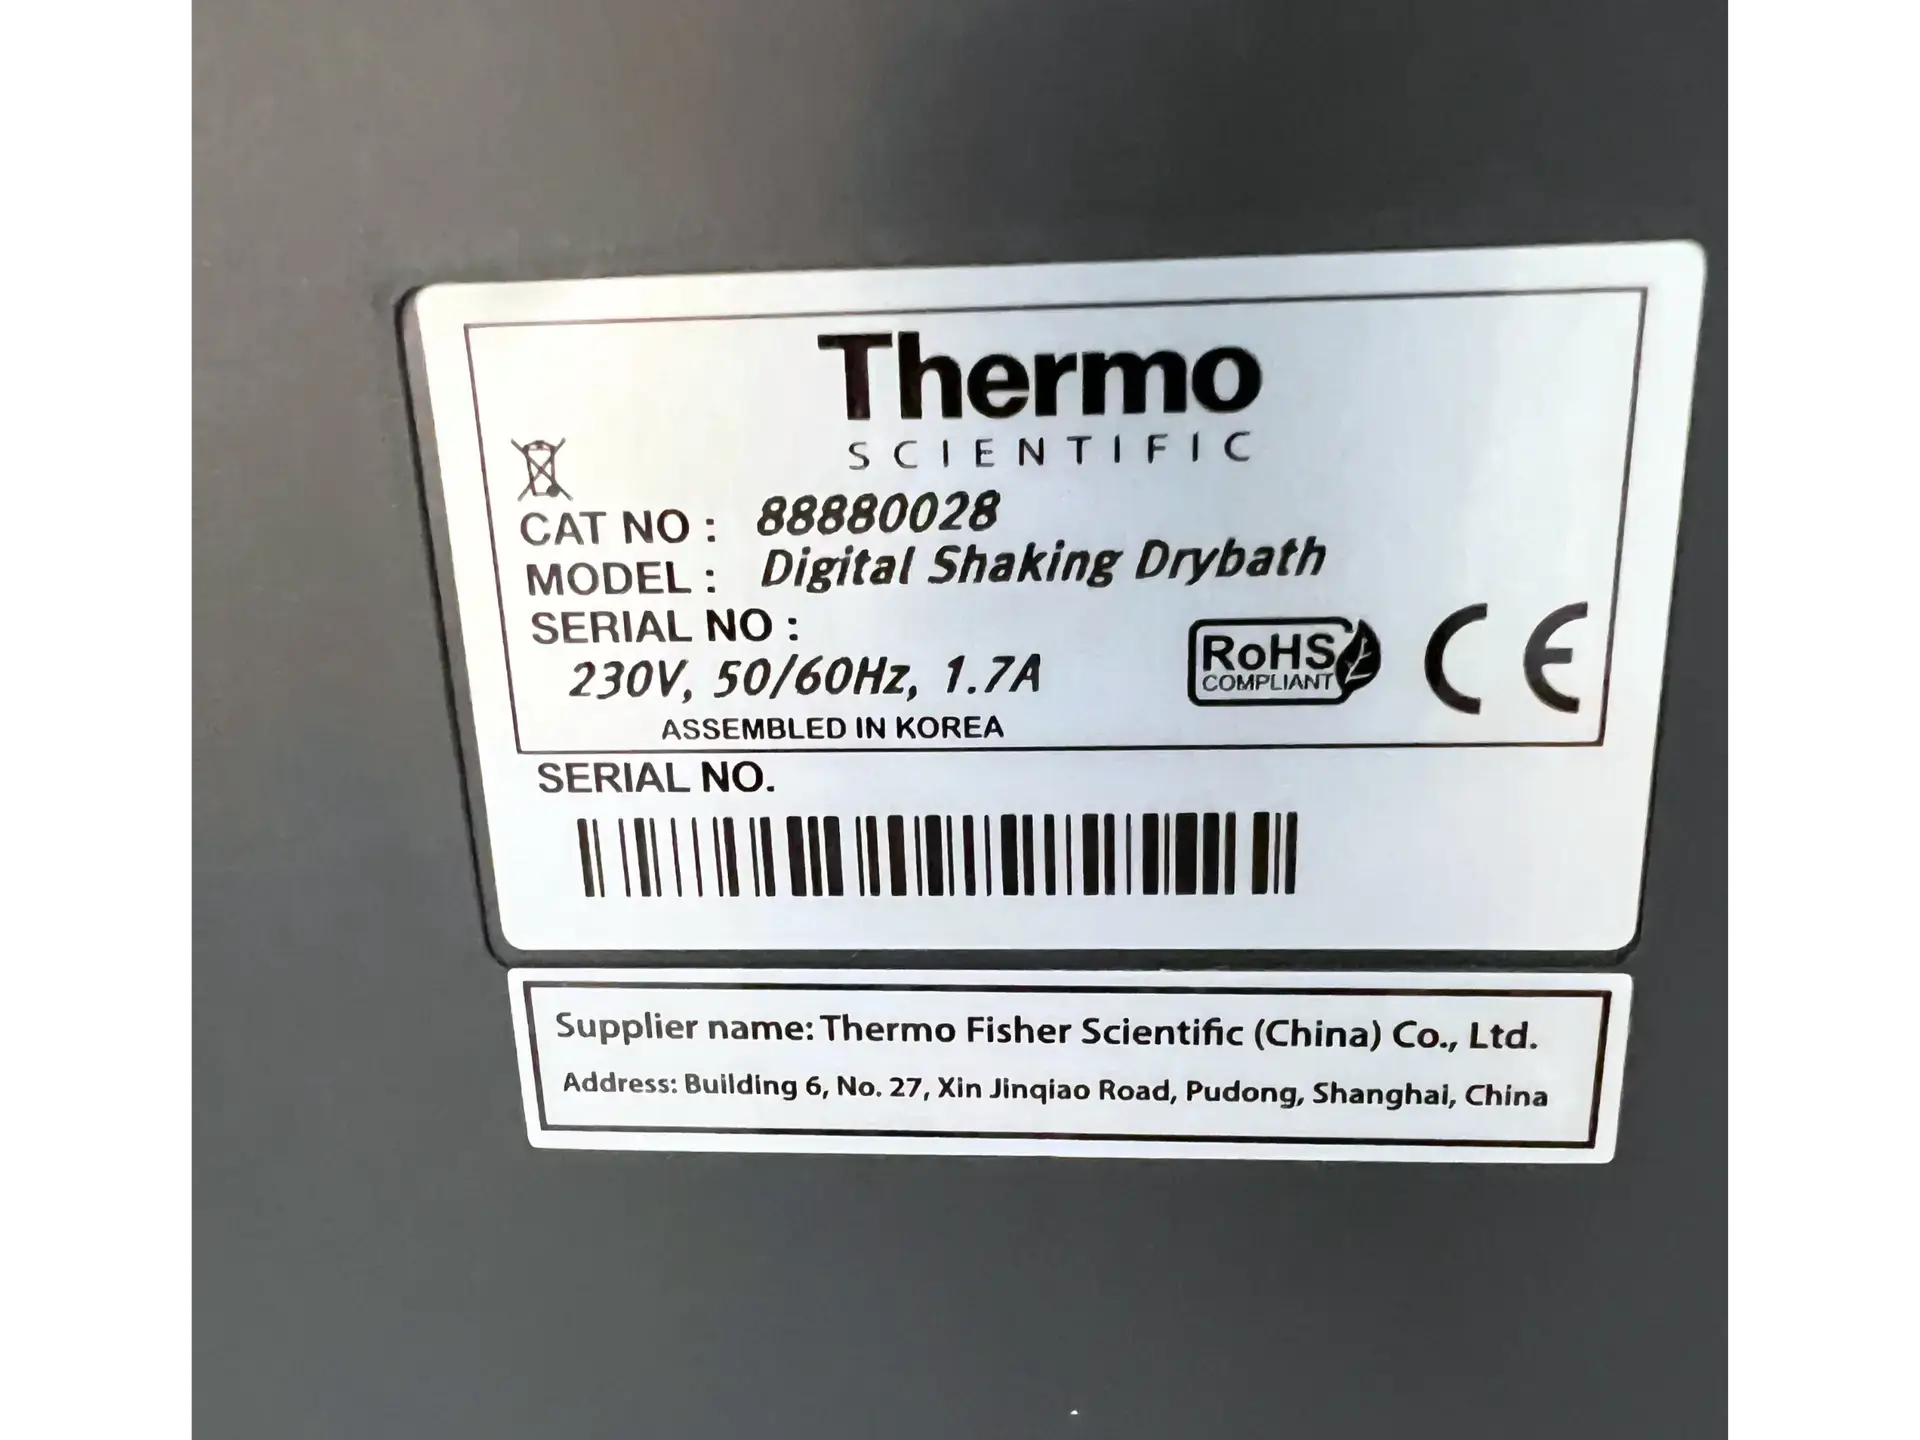 Thermo
SCIENTIFIC
CAT NO : 88880028
MODEL : Digital Shaking Drybath
SERIAL NO :
230V, 50/60Hz, 1.7A
RoHS
COMPLIANT
CE
ASSEMBLED IN KOREA
SERIAL NO.
Supplier name: Thermo Fisher Scientific (China) Co., Ltd.
Address: Building 6, No. 27, Xin Jinqiao Road, Pudong, Shanghai, China